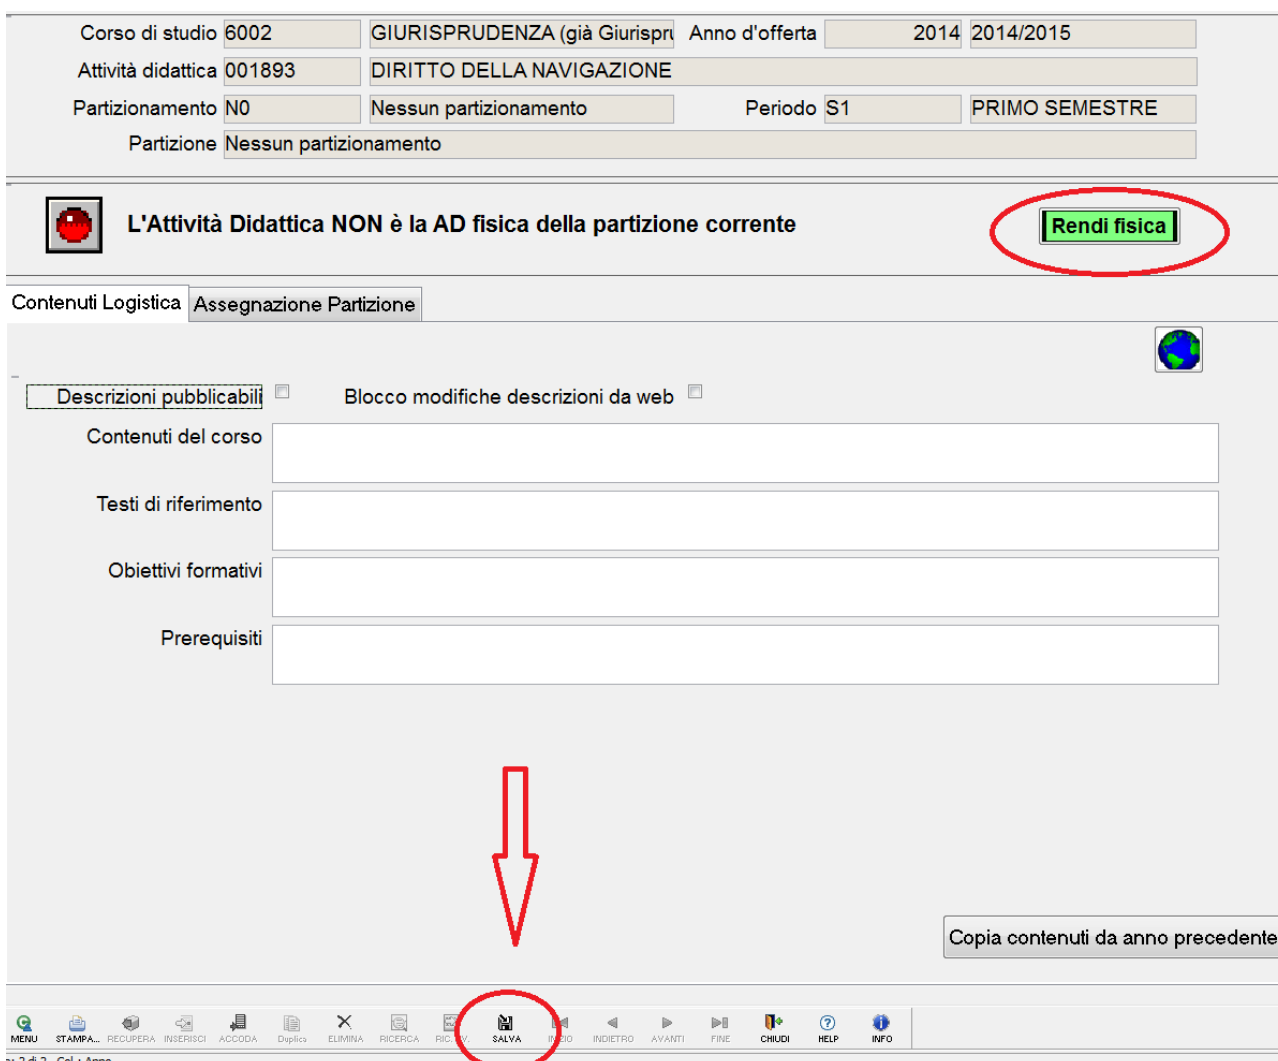 Corso di studio 6002 GIURISPRUDENZA (già Giurispru Anno d'offerta 2014 2014/2015
Attività didattica 001893 DIRITTO DELLA NAVIGAZIONE
Partizionamento N0 Nessun partizionamento Periodo S1 PRIMO SEMESTRE
Partizione Nessun partizionamento
L'Attività Didattica NON è la AD fisica della partizione corrente Rendi fisica
Contenuti Logistica Assegnazione Partizione
Descrizioni pubblicabili Blocco modifiche descrizioni da web
Contenuti del corso
Testi di riferimento
Obiettivi formativi
Prerequisiti
Copia contenuti da anno precedente
MENU STAMPA... RECUPERA INSERISCI ACCODA Duplica ELIMINA RICERCA SALVA INDIETRO AVANTI FINE CHIUDI HELP INFO